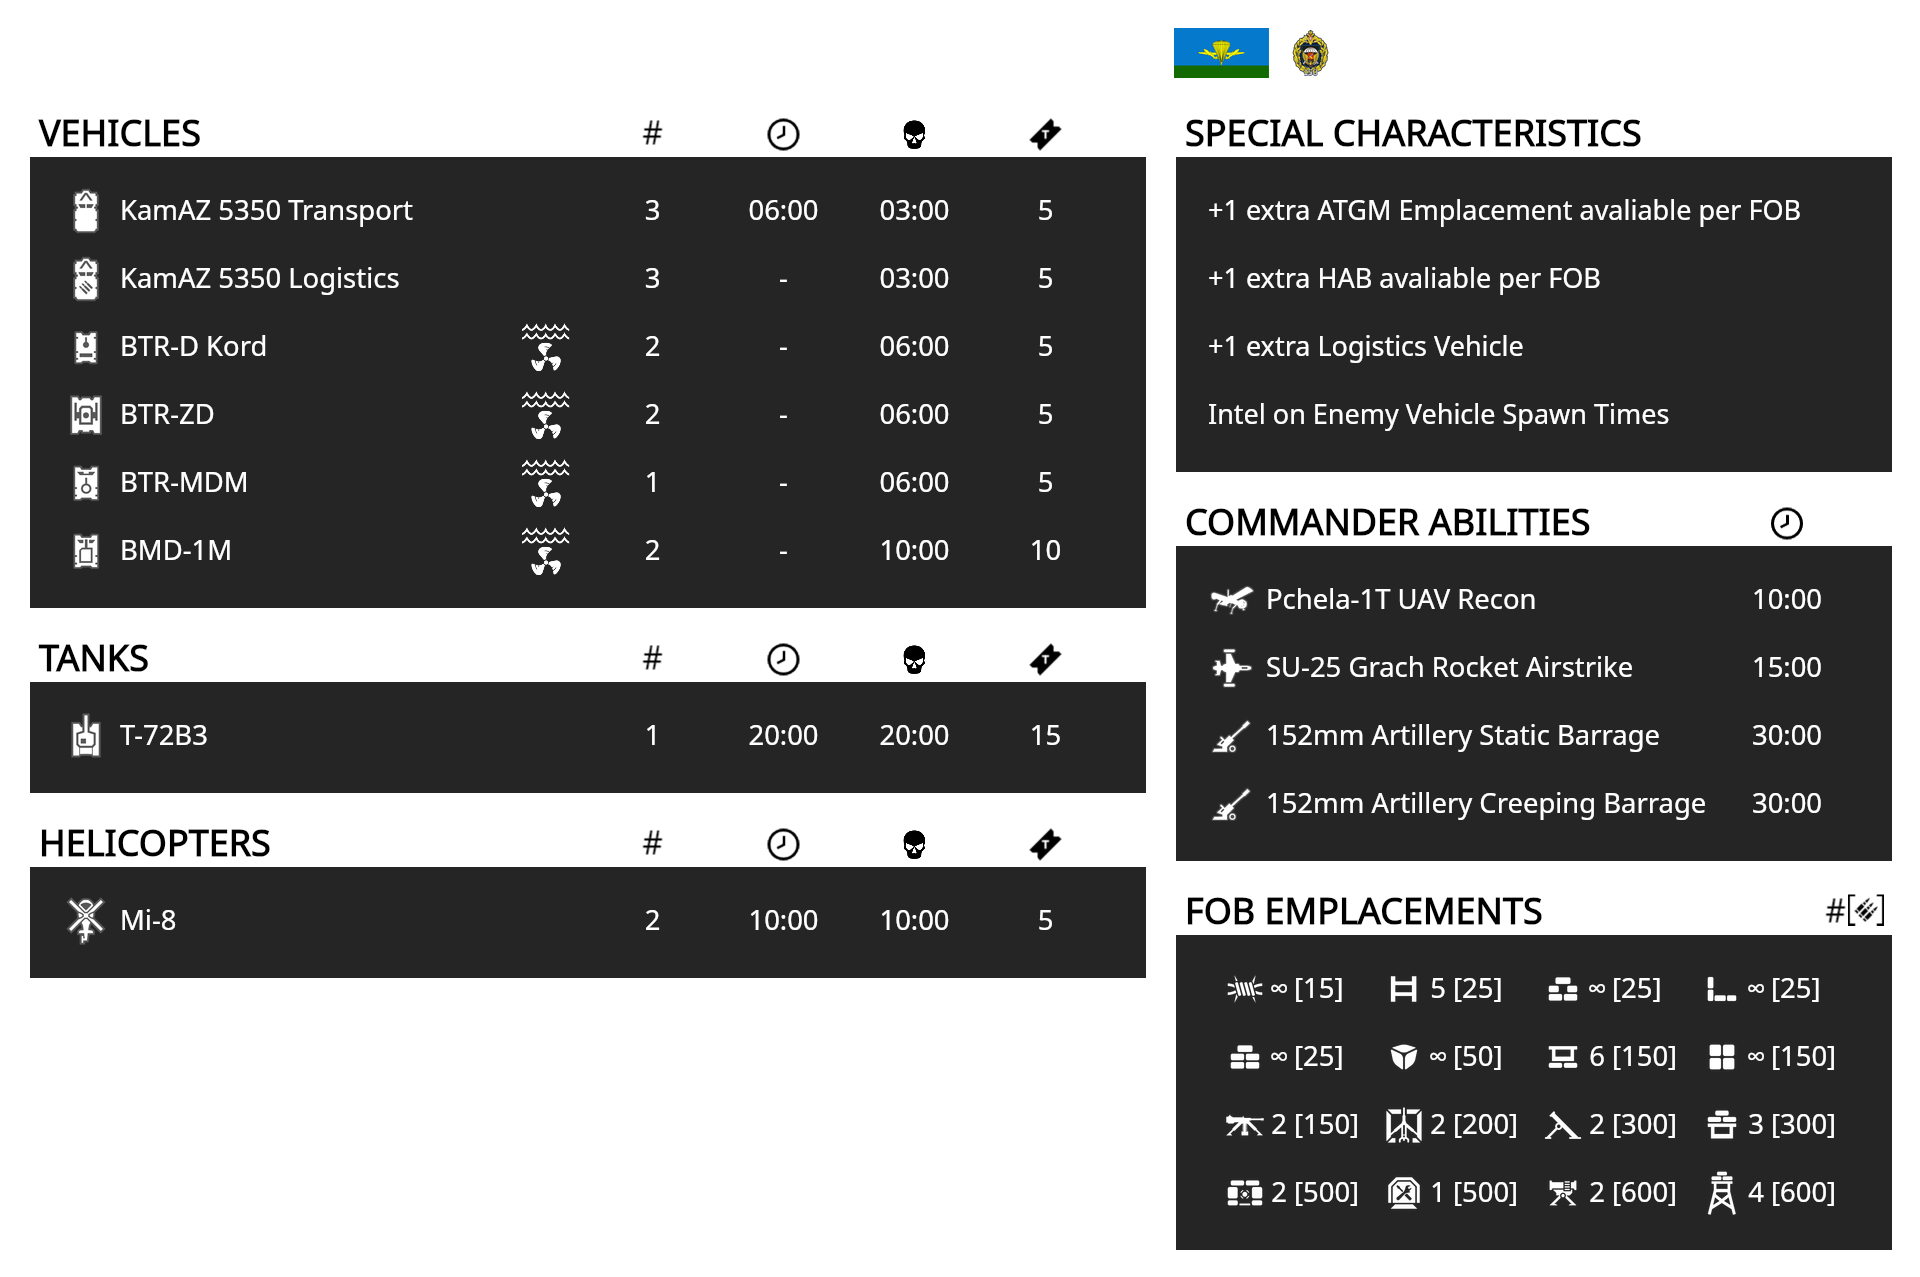 VEHICLES #
KamAZ 5350 Transport 3 06:00 03:00 5
KamAZ 5350 Logistics 3 - 03:00 5
BTR-D Kord 2 - 06:00 5
BTR-ZD 2 - 06:00 5
BTR-MDM 1 - 06:00 5
BMD-1M 2 - 10:00 10
TANKS #
T-72B3 1 20:00 20:00 15
HELICOPTERS #
Mi-8 2 10:00 10:00 5
SPECIAL CHARACTERISTICS
+1 extra ATGM Emplacement avaliable per FOB
+1 extra HAB avaliable per FOB
+1 extra Logistics Vehicle
Intel on Enemy Vehicle Spawn Times
COMMANDER ABILITIES
Pchela-1T UAV Recon 10:00
SU-25 Grach Rocket Airstrike 15:00
152mm Artillery Static Barrage 30:00
152mm Artillery Creeping Barrage 30:00
FOB EMPLACEMENTS #[]
∞ [15] 5 [25] ∞ [25] ∞ [25]
∞ [25] ∞ [50] 6 [150] ∞ [150]
2 [150] 2 [200] 2 [300] 3 [300]
2 [500] 1 [500] 2 [600] 4 [600]